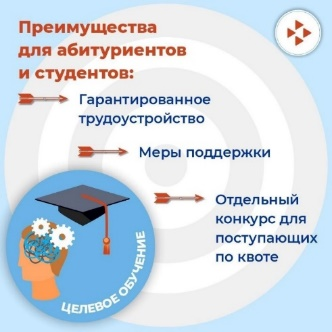 Преимущества
для абитуриентов
и студентов:
Гарантированное
трудоустройство
Меры поддержки
Отдельный
конкурс для
поступающих
по квоте
ЦЕЛЕВОЕ ОБУЧЕНИЕ